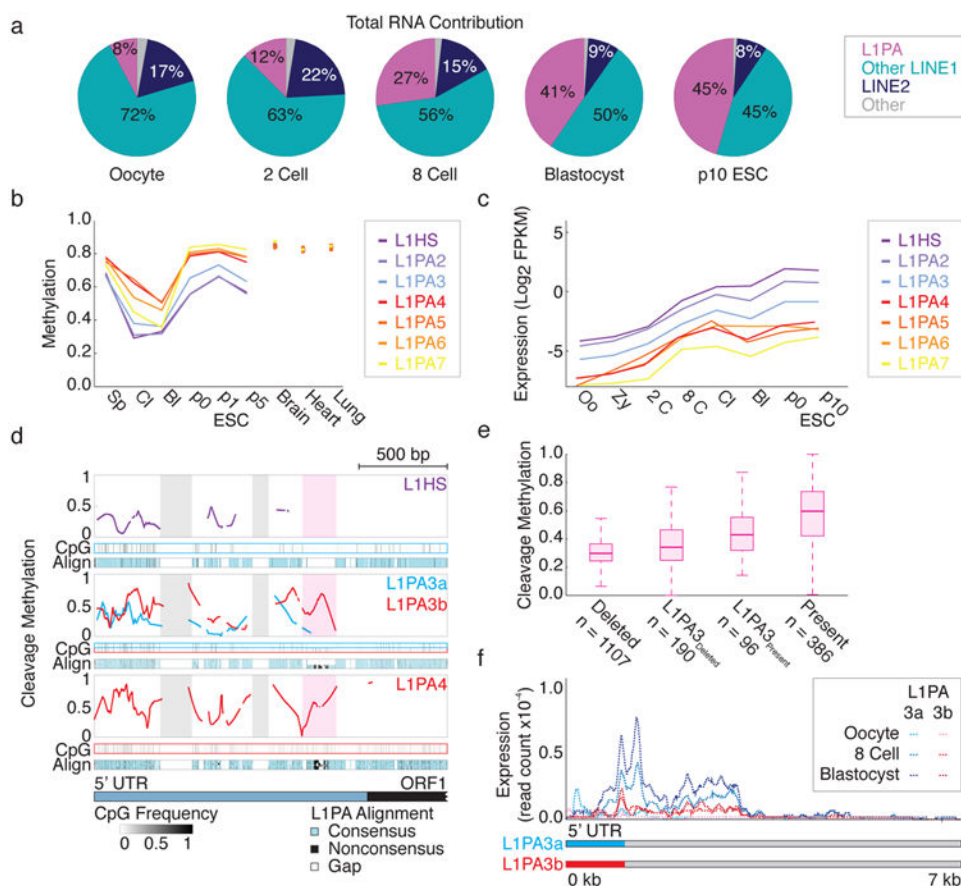 a
Total RNA Contribution
8%
17%
72%
Oocyte
12%
22%
63%
2 Cell
27%
15%
56%
8 Cell
41%
9%
50%
Blastocyst
45%
8%
45%
p10 ESC
L1PA
Other LINE1
LINE2
Other
b
Methylation
1.0
0.8
0.6
0.4
0.2
0.0
Sp
Cl
Bl
p0
p1
p5
Brain
Heart
Lung
ESC
L1HS
L1PA2
L1PA3
L1PA4
L1PA5
L1PA6
L1PA7
c
Expression (Log2 FPKM)
5
0
-5
Oo
Zy
2 C
8 C
Cl
Bl
p0
p10
ESC
L1HS
L1PA2
L1PA3
L1PA4
L1PA5
L1PA6
L1PA7
d
500 bp
Cleavage Methylation
1
0.5
0
L1HS
CpG
Align
1
0.5
0
L1PA3a
L1PA3b
CpG
Align
1
0.5
0
L1PA4
CpG
Align
5' UTR
ORF1
CpG Frequency
0 0.5 1
L1PA Alignment
Consensus
Nonconsensus
Gap
e
Cleavage Methylation
1.0
0.8
0.6
0.4
0.2
0.0
Deleted
n = 1107
L1PA3Deleted
n = 190
L1PA3Present
n = 96
Present
n = 386
f
Expression
(read count x10-4)
1.0
0.5
0
L1PA
3a 3b
Oocyte
8 Cell
Blastocyst
5' UTR
L1PA3a
L1PA3b
0 kb
7 kb